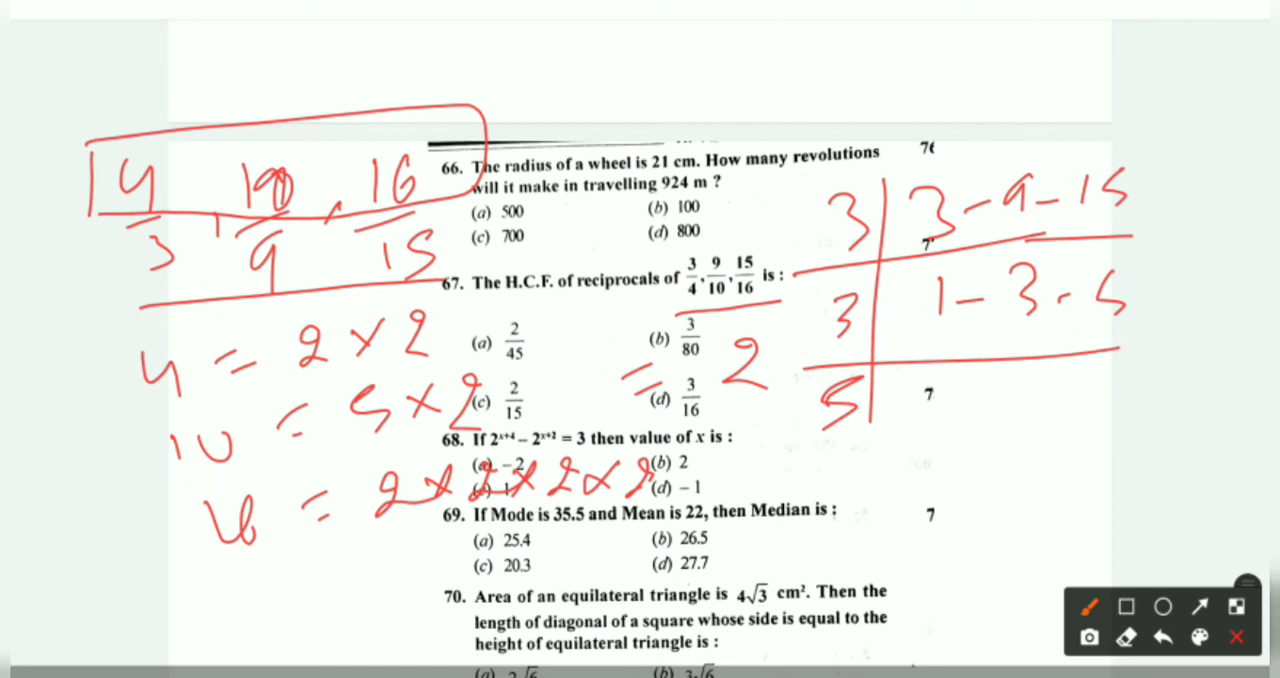 66. The radius of a wheel is 21 cm. How many revolutions
will it make in travelling 924 m ?
(a) 500 (b) 100
(c) 700 (d) 800
67. The H.C.F. of reciprocals of 3/4, 9/10, 15/16 is :
(a) 2/45 (b) 3/80
(c) 2/15 (d) 3/16
68. If 2^(x+4) – 2^(x+2) = 3 then value of x is :
(a) – 2 (b) 2
(c) 1 (d) – 1
69. If Mode is 35.5 and Mean is 22, then Median is :
(a) 25.4 (b) 26.5
(c) 20.3 (d) 27.7
70. Area of an equilateral triangle is 4√3 cm². Then the
length of diagonal of a square whose side is equal to the
height of equilateral triangle is :
4/3, 10/9, 16/15
4 = 2 × 2
10 = 5 × 2
16 = 2 × 2 × 2 × 2
= 2
3 | 3 - 9 - 15
3 | 1 - 3 - 5
5
7
7